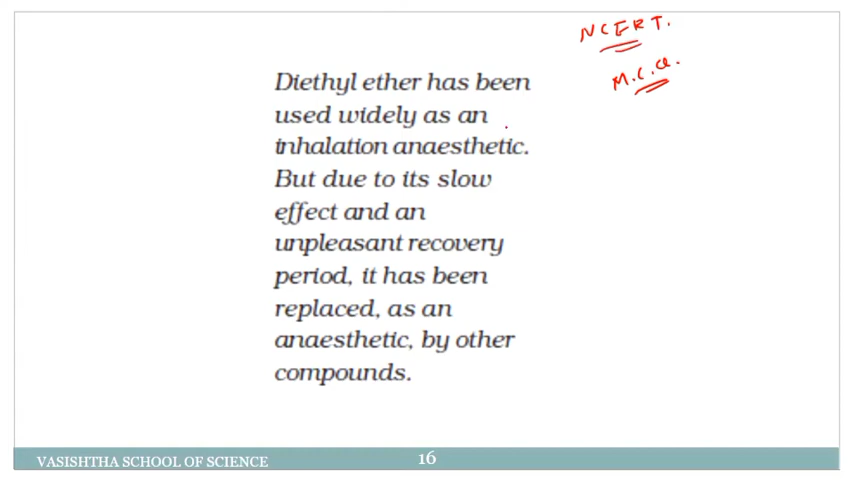 NCERT.
M.C.Q.
Diethyl ether has been
used widely as an
inhalation anaesthetic.
But due to its slow
effect and an
unpleasant recovery
period, it has been
replaced, as an
anaesthetic, by other
compounds.
VASISHTHA SCHOOL OF SCIENCE
16